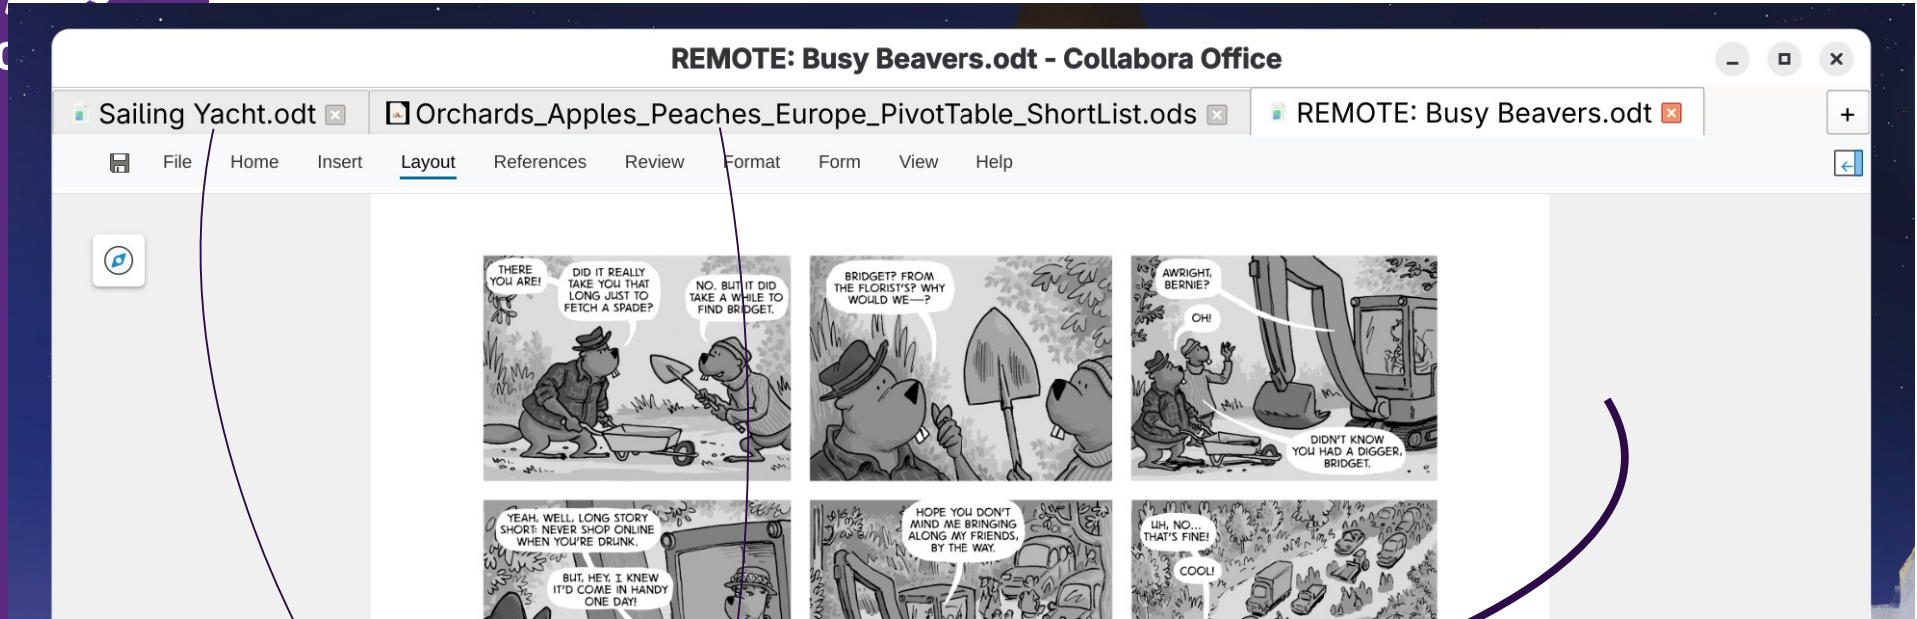 REMOTE: Busy Beavers.odt - Collabora Office
Sailing Yacht.odt
Orchards_Apples_Peaches_Europe_PivotTable_ShortList.ods
REMOTE: Busy Beavers.odt
File Home Insert Layout References Review Format Form View Help
THERE
YOU ARE!
DID IT REALLY
TAKE YOU THAT
LONG JUST TO
FETCH A SPADE?
NO, BUT IT DID
TAKE A WHILE TO
FIND BRIDGET.
BRIDGET? FROM
THE FLORIST'S? WHY
WOULD WE—?
AWRIGHT,
BERNIE?
OH!
DIDN'T KNOW
YOU HAD A DIGGER,
BRIDGET.
YEAH, WELL, LONG STORY
SHORT: NEVER SHOP ONLINE
WHEN YOU'RE DRUNK.
BUT, HEY, I KNEW
IT'D COME IN HANDY
ONE DAY!
HOPE YOU DON'T
MIND ME BRINGING
ALONG MY FRIENDS,
BY THE WAY.
UH, NO...
THAT'S FINE!
COOL!